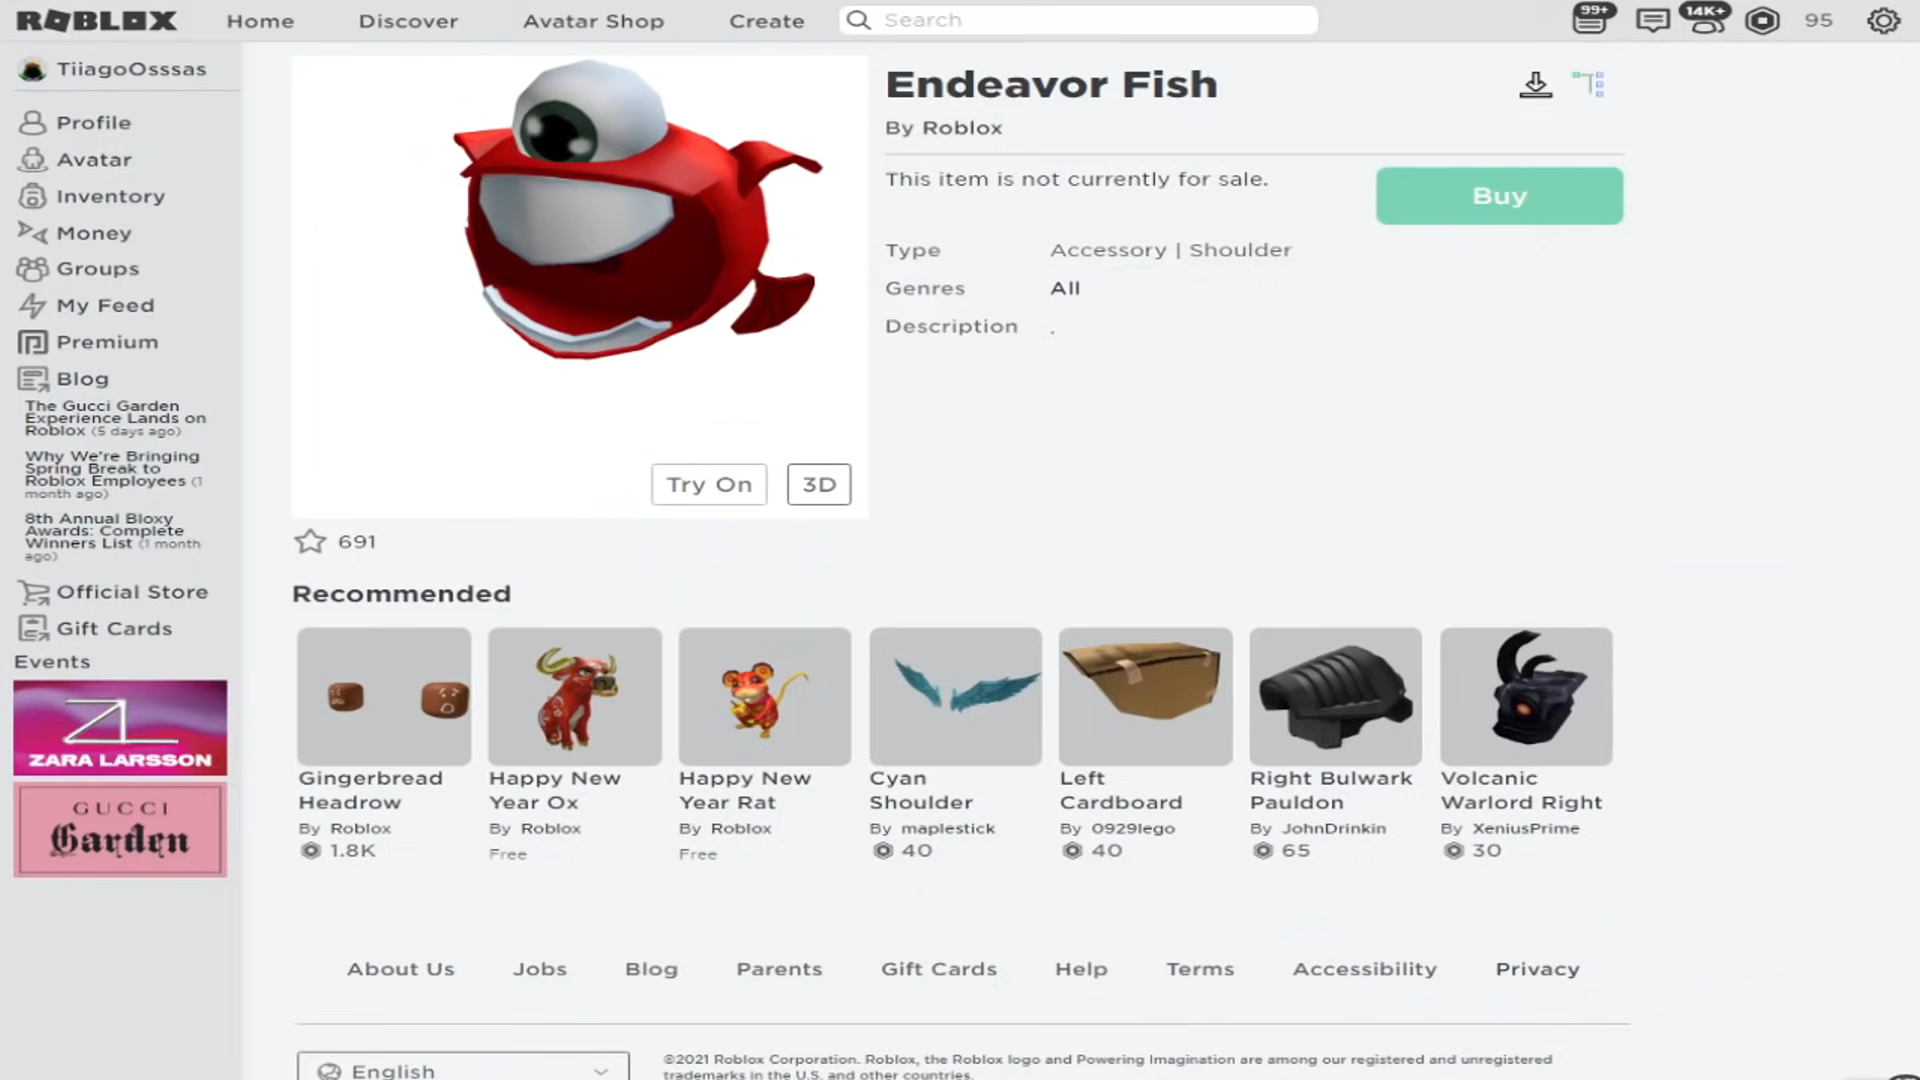 ROBLOX Home Discover Avatar Shop Create Search 99+ 14K+ 95
TiiagoOsssas
Profile
Avatar
Inventory
Money
Groups
My Feed
Premium
Blog
The Gucci Garden
Experience Lands on
Roblox (5 days ago)
Why We're Bringing
Spring Break to
Roblox Employees (1
month ago)
8th Annual Bloxy
Awards: Complete
Winners List (1 month
ago)
Official Store
Gift Cards
Events
ZARA LARSSON
GUCCI
Garden
Endeavor Fish
By Roblox
This item is not currently for sale.
Buy
Type Accessory | Shoulder
Genres All
Description .
Try On 3D
691
Recommended
Gingerbread
Headrow
By Roblox
1.8K
Happy New
Year Ox
By Roblox
Free
Happy New
Year Rat
By Roblox
Free
Cyan
Shoulder
By maplestick
40
Left
Cardboard
By 0929lego
40
Right Bulwark
Pauldon
By JohnDrinkin
65
Volcanic
Warlord Right
By XeniusPrime
30
About Us Jobs Blog Parents Gift Cards Help Terms Accessibility Privacy
English
©2021 Roblox Corporation. Roblox, the Roblox logo and Powering Imagination are among our registered and unregistered
trademarks in the U.S. and other countries.